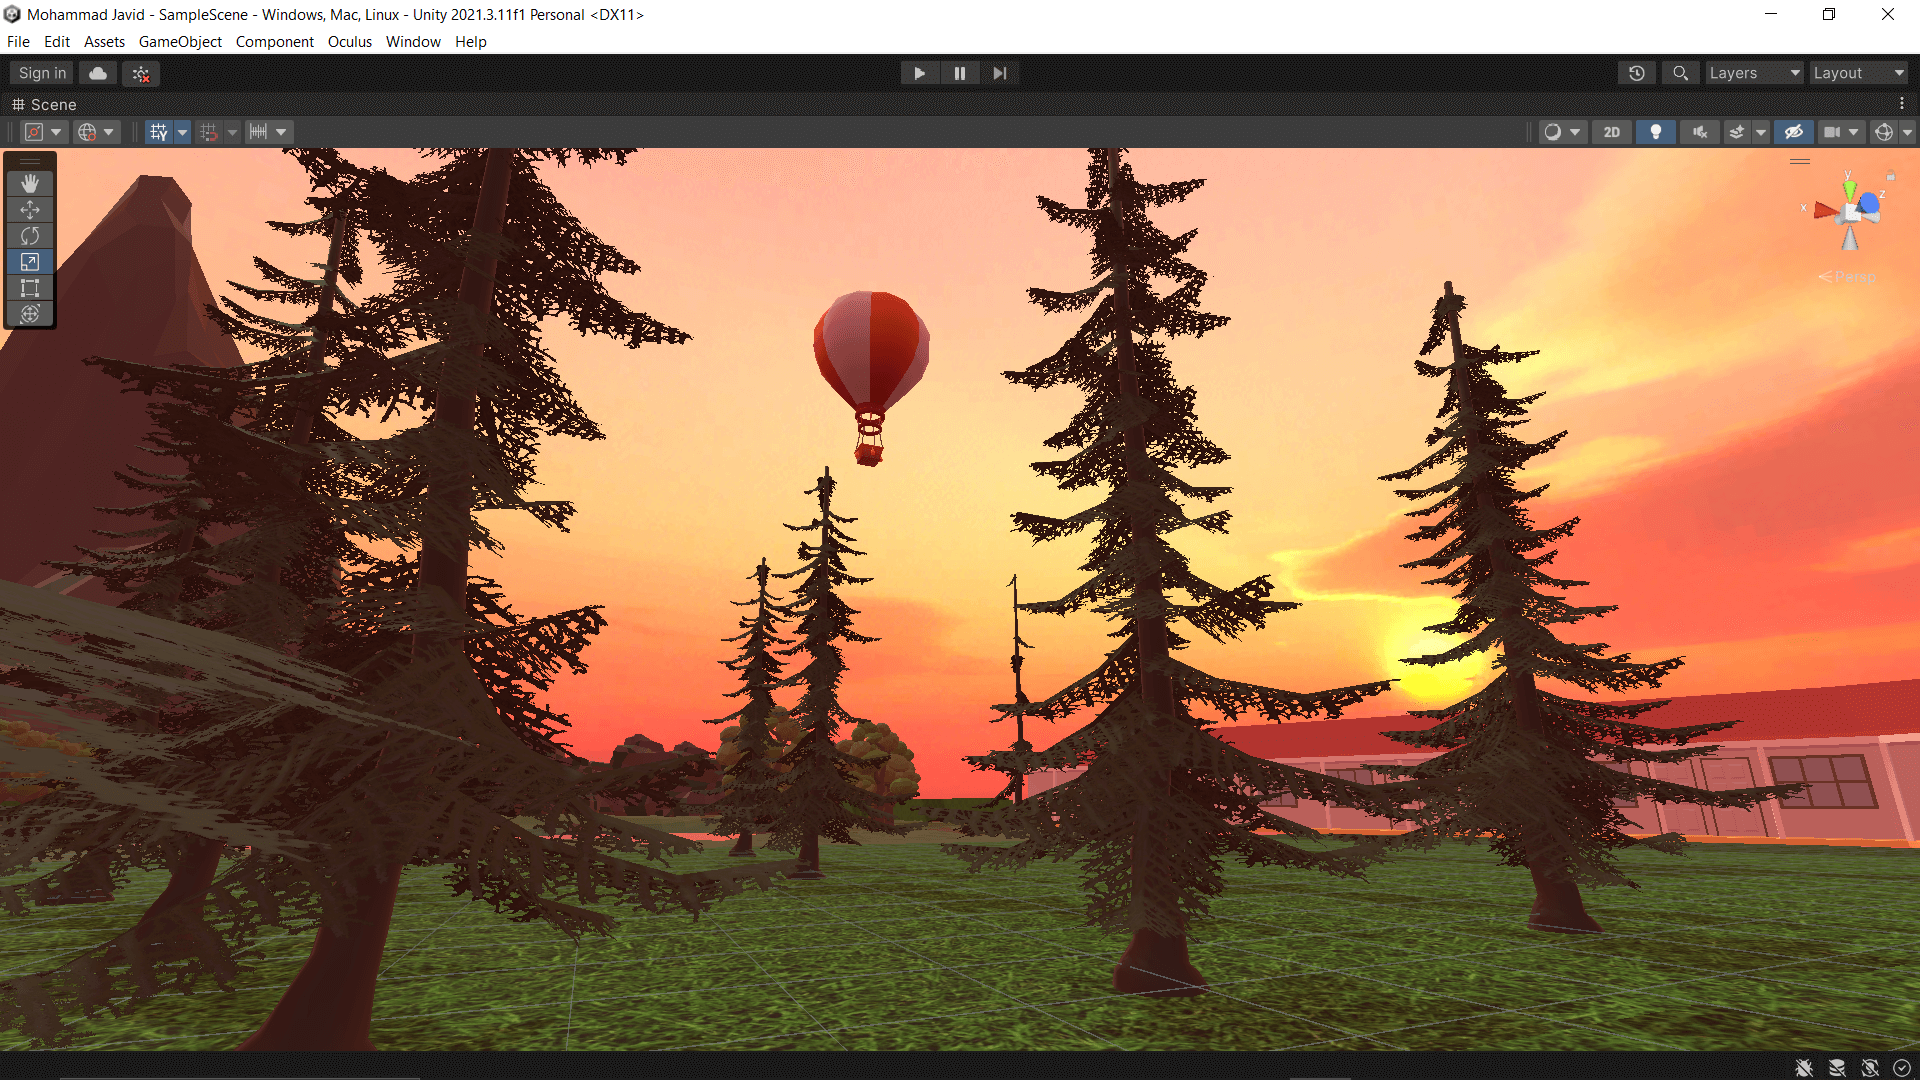 Mohammad Javid - SampleScene - Windows, Mac, Linux - Unity 2021.3.11f1 Personal <DX11>
File Edit Assets GameObject Component Oculus Window Help
Sign in Layers Layout
Scene
2D
y
x z
Persp